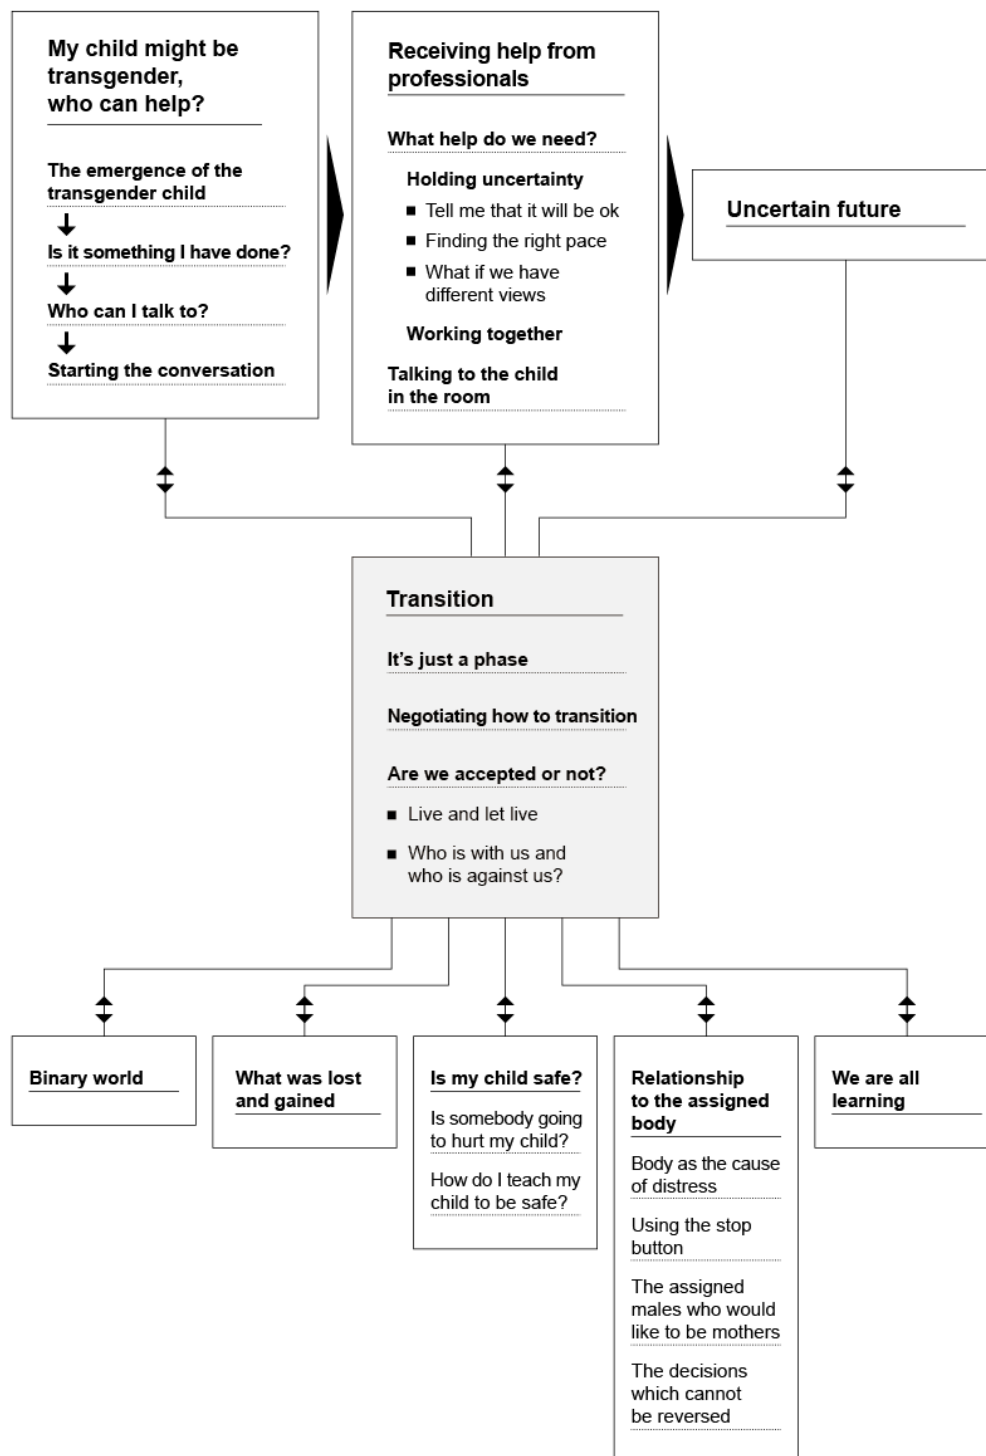 My child might be
transgender,
who can help?
The emergence of the
transgender child
Is it something I have done?
Who can I talk to?
Starting the conversation
Receiving help from
professionals
What help do we need?
Holding uncertainty
Tell me that it will be ok
Finding the right pace
What if we have
different views
Working together
Talking to the child
in the room
Uncertain future
Transition
It's just a phase
Negotiating how to transition
Are we accepted or not?
Live and let live
Who is with us and
who is against us?
Binary world
What was lost
and gained
Is my child safe?
Is somebody going
to hurt my child?
How do I teach my
child to be safe?
Relationship
to the assigned
body
Body as the cause
of distress
Using the stop
button
The assigned
males who would
like to be mothers
The decisions
which cannot
be reversed
We are all
learning